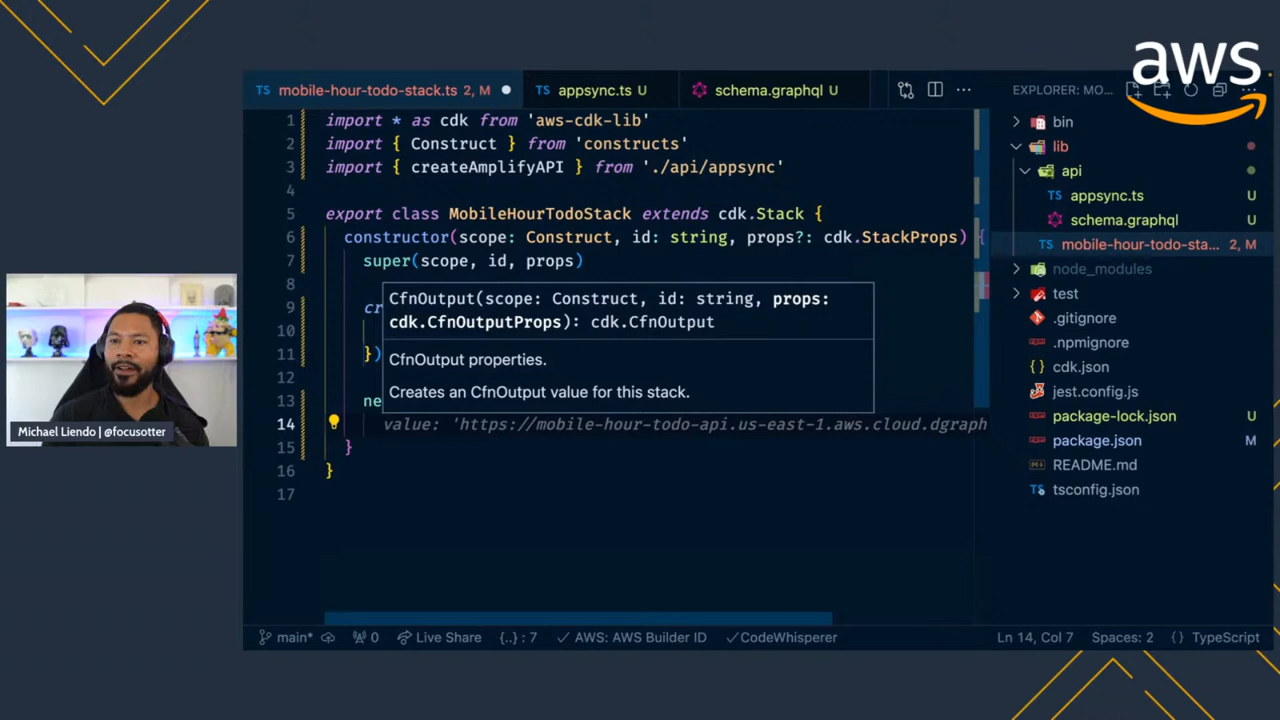 aws
TS mobile-hour-todo-stack.ts 2, M
TS appsync.ts U
schema.graphql U
EXPLORER: MO...
1 import * as cdk from 'aws-cdk-lib'
2 import { Construct } from 'constructs'
3 import { createAmplifyAPI } from './api/appsync'
4
5 export class MobileHourTodoStack extends cdk.Stack {
6 constructor(scope: Construct, id: string, props?: cdk.StackProps) {
7 super(scope, id, props)
8
9 cr
10
11 })
12
13 ne
14 value: 'https://mobile-hour-todo-api.us-east-1.aws.cloud.dgraph
15 }
16 }
17
CfnOutput(scope: Construct, id: string, props:
cdk.CfnOutputProps): cdk.CfnOutput
CfnOutput properties.
Creates an CfnOutput value for this stack.
bin
lib
api
TS appsync.ts U
schema.graphql U
TS mobile-hour-todo-sta... 2, M
node_modules
test
.gitignore
.npmignore
cdk.json
jest.config.js
package-lock.json U
package.json M
README.md
TS tsconfig.json
Michael Liendo | @focusotter
main* 0 Live Share {..} : 7 AWS: AWS Builder ID CodeWhisperer Ln 14, Col 7 Spaces: 2 {} TypeScript